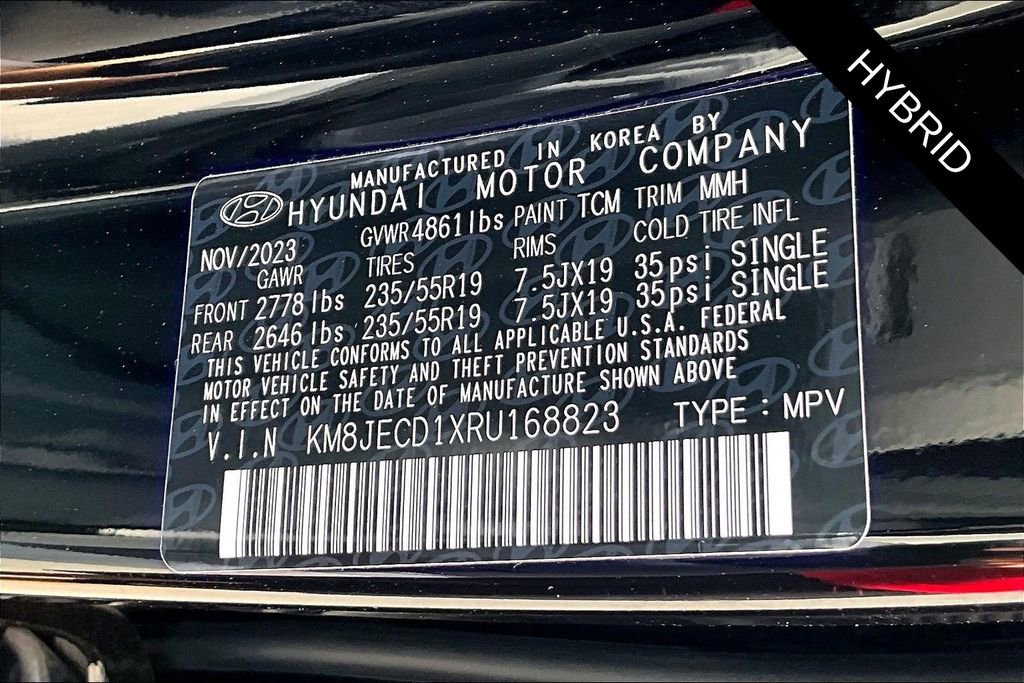 HYBRID
MANUFACTURED IN KOREA BY
HYUNDAI MOTOR COMPANY
NOV/2023 GVWR 4861 lbs PAINT TCM TRIM MMH
GAWR TIRES RIMS COLD TIRE INFL
FRONT 2778 lbs 235/55R19 7.5JX19 35psi SINGLE
REAR 2646 lbs 235/55R19 7.5JX19 35psi SINGLE
THIS VEHICLE CONFORMS TO ALL APPLICABLE U.S.A. FEDERAL
MOTOR VEHICLE SAFETY AND THEFT PREVENTION STANDARDS
IN EFFECT ON THE DATE OF MANUFACTURE SHOWN ABOVE
V.I.N KM8JECD1XRU168823 TYPE : MPV